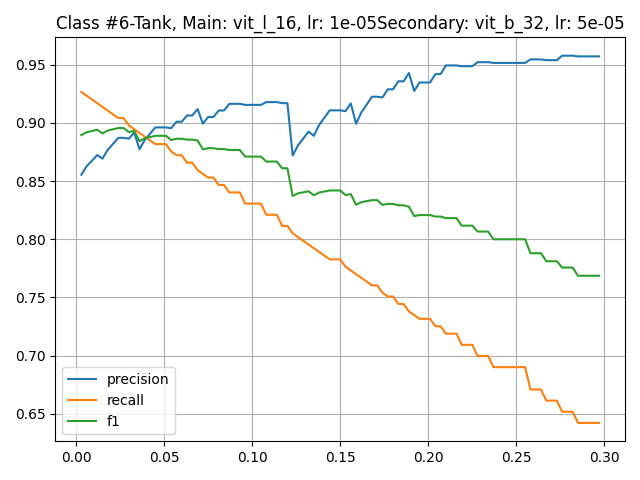 Class #6-Tank, Main: vit_l_16, lr: 1e-05Secondary: vit_b_32, lr: 5e-05
0.95
0.90
0.85
0.80
0.75
0.70
0.65
precision
recall
f1
0.00 0.05 0.10 0.15 0.20 0.25 0.30